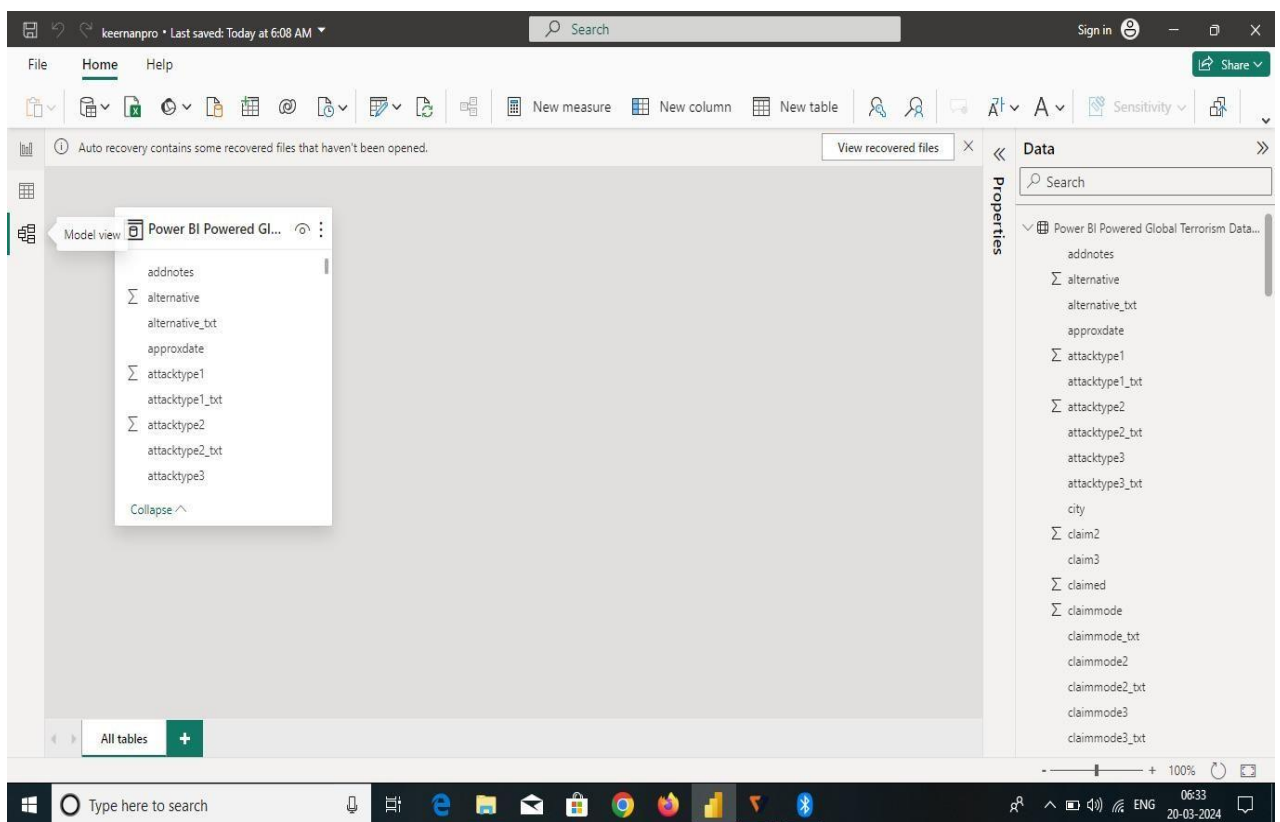 keernanpro • Last saved: Today at 6:08 AM
Search
Sign in
File Home Help
Share
New measure New column New table Sensitivity
Auto recovery contains some recovered files that haven't been opened.
View recovered files
Model view
Power BI Powered Gl...
addnotes
alternative
alternative_txt
approxdate
attacktype1
attacktype1_txt
attacktype2
attacktype2_txt
attacktype3
Collapse
All tables
Properties
Data
Search
Power BI Powered Global Terrorism Data...
addnotes
alternative
alternative_txt
approxdate
attacktype1
attacktype1_txt
attacktype2
attacktype2_txt
attacktype3
attacktype3_txt
city
claim2
claim3
claimed
claimmode
claimmode_txt
claimmode2
claimmode2_txt
claimmode3
claimmode3_txt
- + 100%
Type here to search
ENG
06:33
20-03-2024